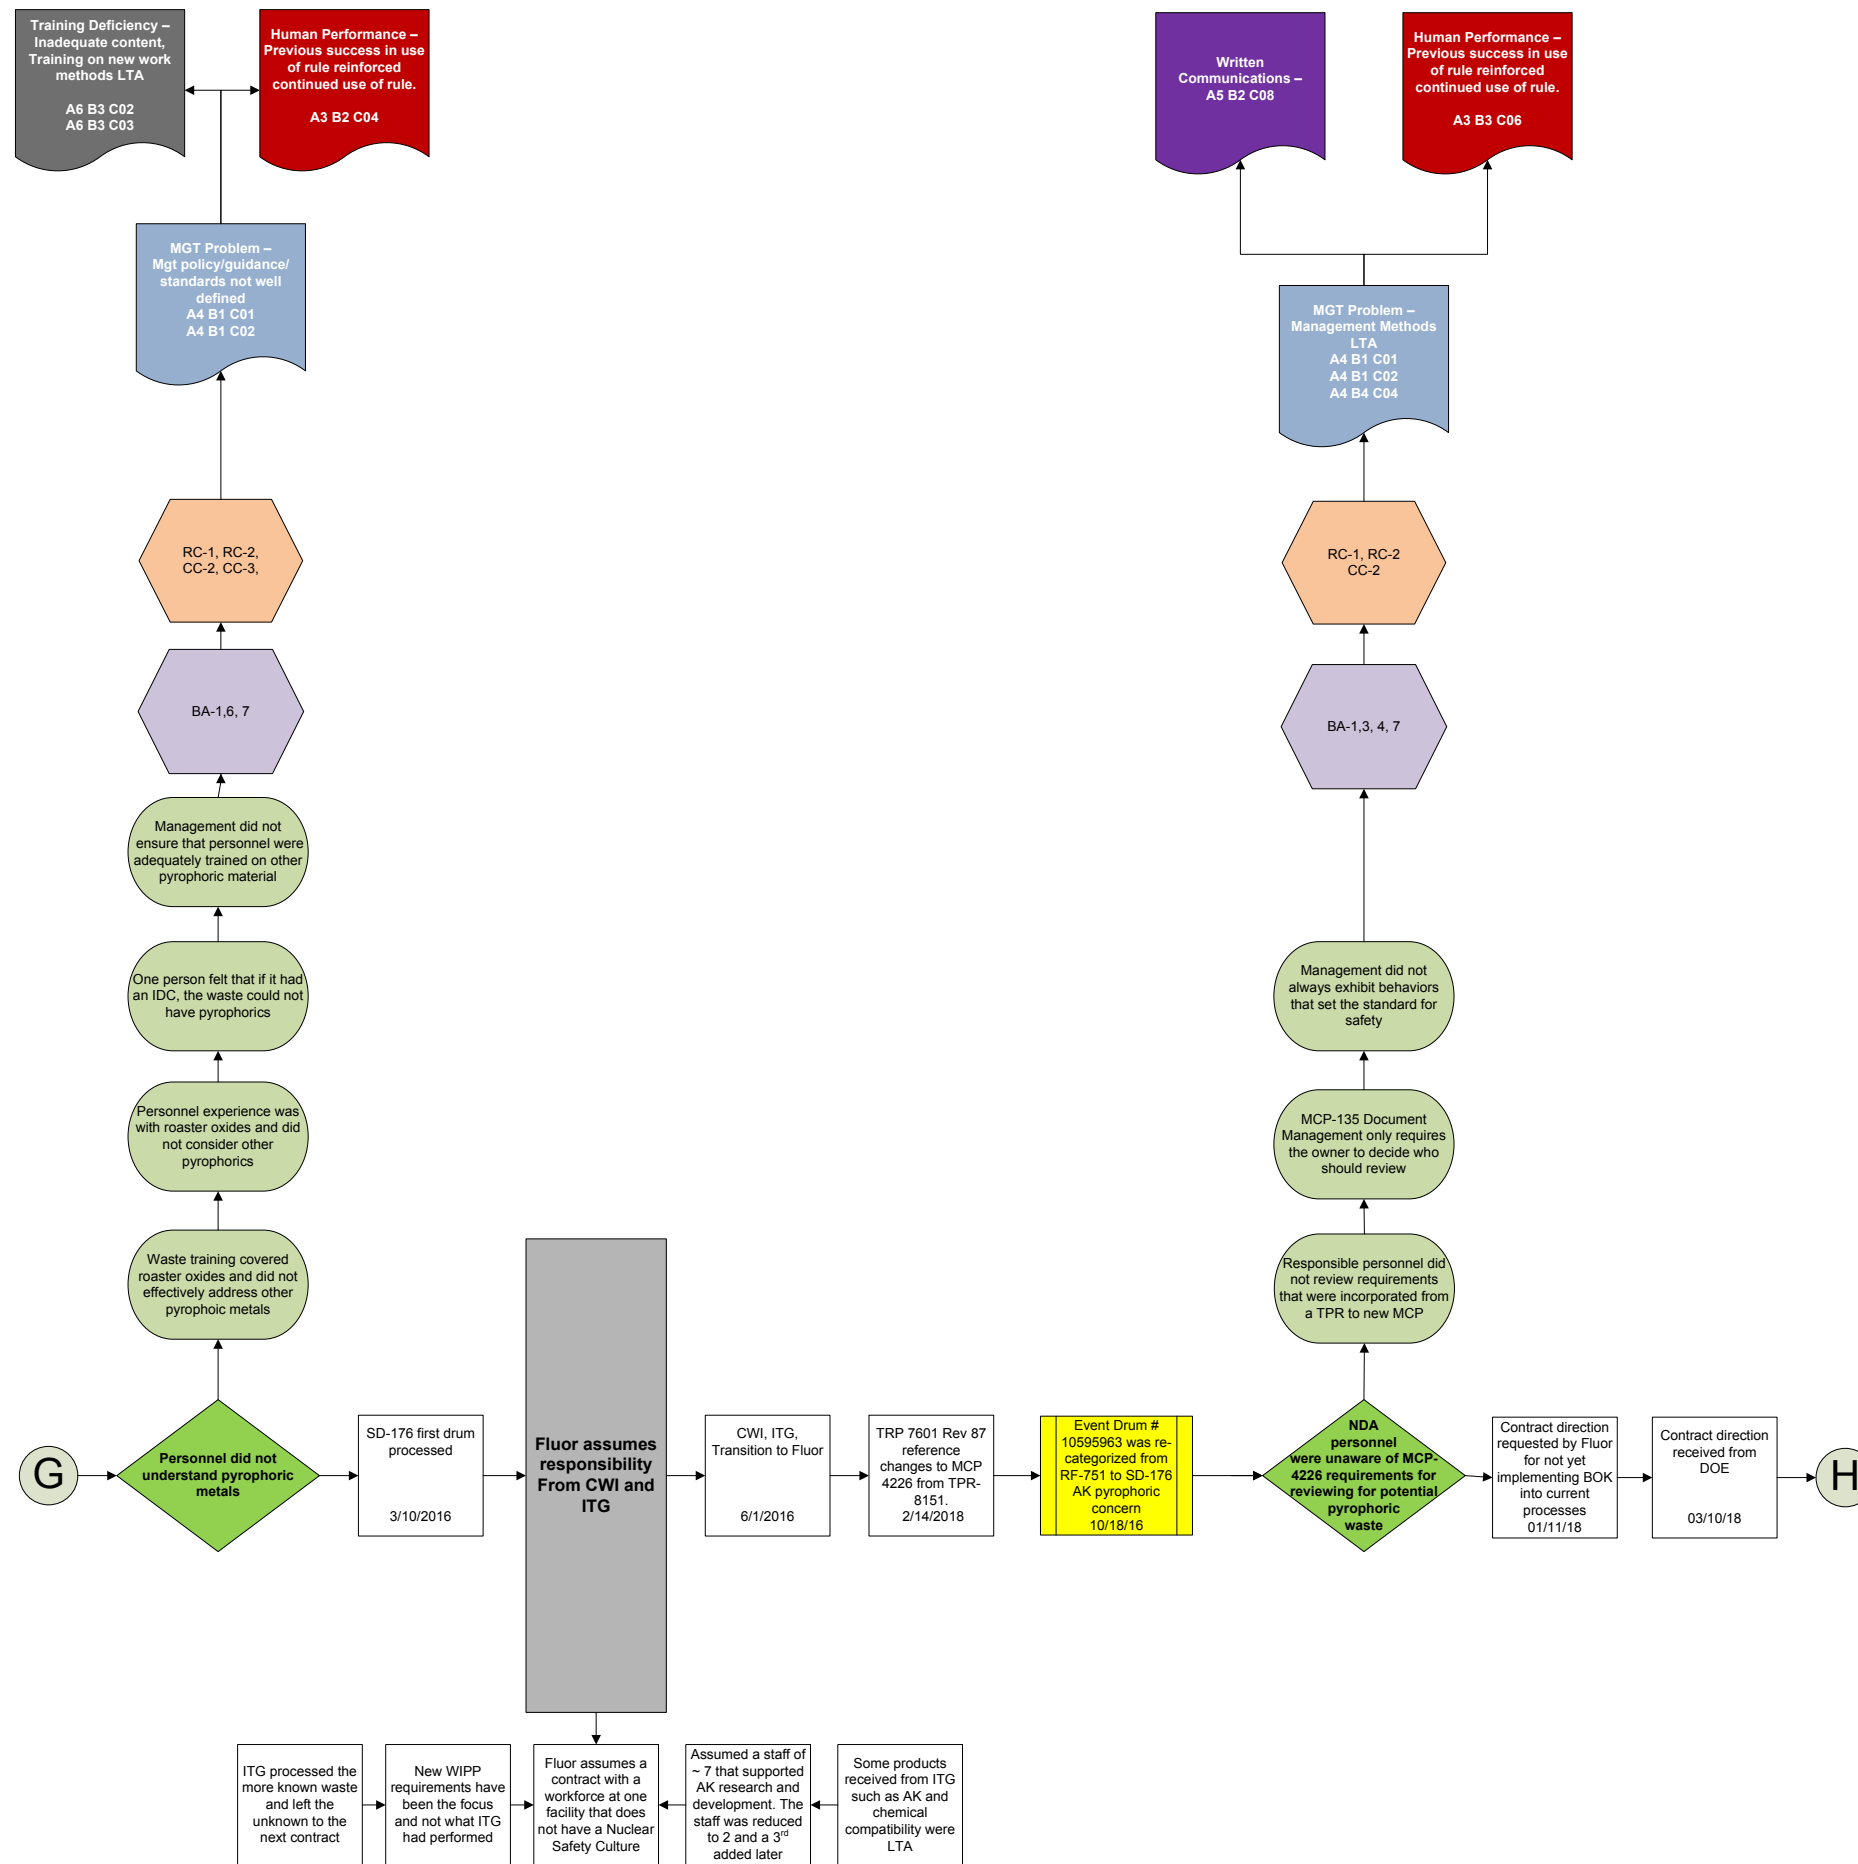 Training Deficiency –
Inadequate content,
Training on new work
methods LTA
A6 B3 C02
A6 B3 C03
Human Performance –
Previous success in use
of rule reinforced
continued use of rule.
A3 B2 C04
Written
Communications –
A5 B2 C08
Human Performance –
Previous success in use
of rule reinforced
continued use of rule.
A3 B3 C06
MGT Problem –
Mgt policy/guidance/
standards not well
defined
A4 B1 C01
A4 B1 C02
MGT Problem –
Management Methods
LTA
A4 B1 C01
A4 B1 C02
A4 B4 C04
RC-1, RC-2,
CC-2, CC-3,
RC-1, RC-2
CC-2
BA-1,6, 7
BA-1,3, 4, 7
Management did not
ensure that personnel were
adequately trained on other
pyrophoric material
One person felt that if it had
an IDC, the waste could not
have pyrophorics
Personnel experience was
with roaster oxides and did
not consider other
pyrophorics
Waste training covered
roaster oxides and did not
effectively address other
pyrophoic metals
Management did not
always exhibit behaviors
that set the standard for
safety
MCP-135 Document
Management only requires
the owner to decide who
should review
Responsible personnel did
not review requirements
that were incorporated from
a TPR to new MCP
G
Personnel did not
understand pyrophoric
metals
SD-176 first drum
processed
3/10/2016
Fluor assumes
responsibility
From CWI and
ITG
CWI, ITG,
Transition to Fluor
6/1/2016
TRP 7601 Rev 87
reference
changes to MCP
4226 from TPR-
8151.
2/14/2018
Event Drum #
10595963 was re-
categorized from
RF-751 to SD-176
AK pyrophoric
concern
10/18/16
NDA
personnel
were unaware of MCP-
4226 requirements for
reviewing for potential
pyrophoric
waste
Contract direction
requested by Fluor
for not yet
implementing BOK
into current
processes
01/11/18
Contract direction
received from
DOE
03/10/18
H
ITG processed the
more known waste
and left the
unknown to the
next contract
New WIPP
requirements have
been the focus
and not what ITG
had performed
Fluor assumes a
contract with a
workforce at one
facility that does
not have a Nuclear
Safety Culture
Assumed a staff of
~ 7 that supported
AK research and
development. The
staff was reduced
to 2 and a 3rd
added later
Some products
received from ITG
such as AK and
chemical
compatibility were
LTA